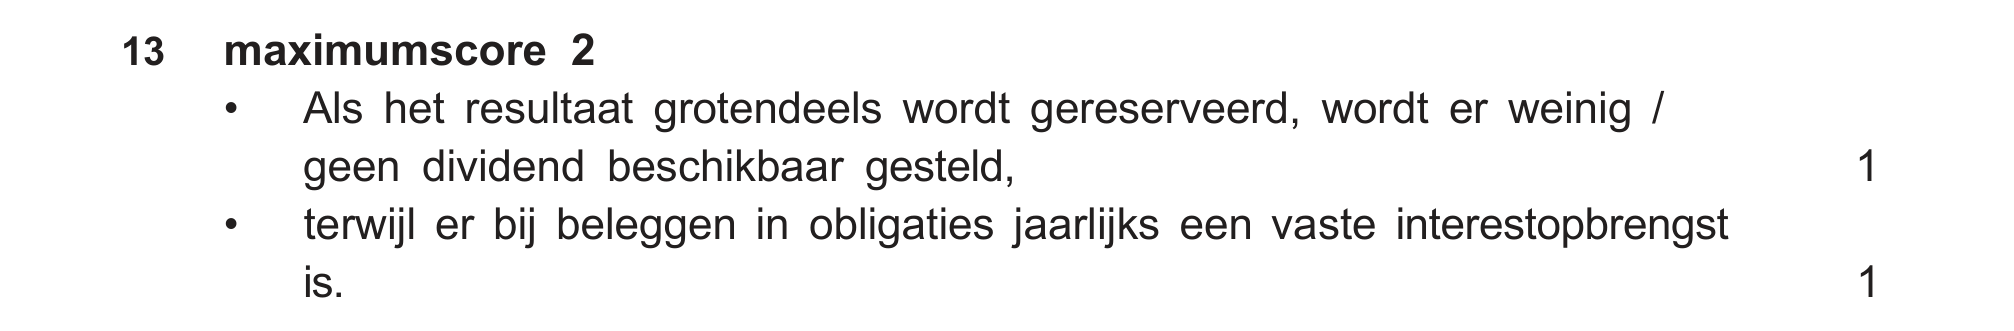 13 maximumscore 2
• Als het resultaat grotendeels wordt gereserveerd, wordt er weinig /
geen dividend beschikbaar gesteld, 1
• terwijl er bij beleggen in obligaties jaarlijks een vaste interestopbrengst
is. 1